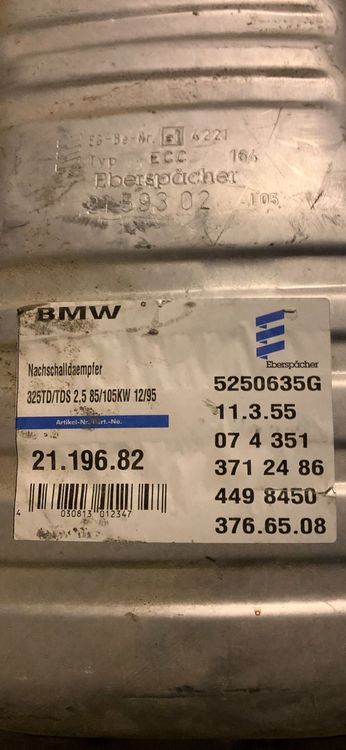 EG-Be-Nr. e1 4221
Typ ECC 164
Eberspächer
21 593 02
BMW
Eberspächer
Nachschalldaempfer
325TD/TDS 2,5 85/105KW 12/95
Artikel-Nr./Part.-No.
21.196.82
4 030813 012347
5250635G
11.3.55
07 4 351
371 24 86
449 8450
376.65.08